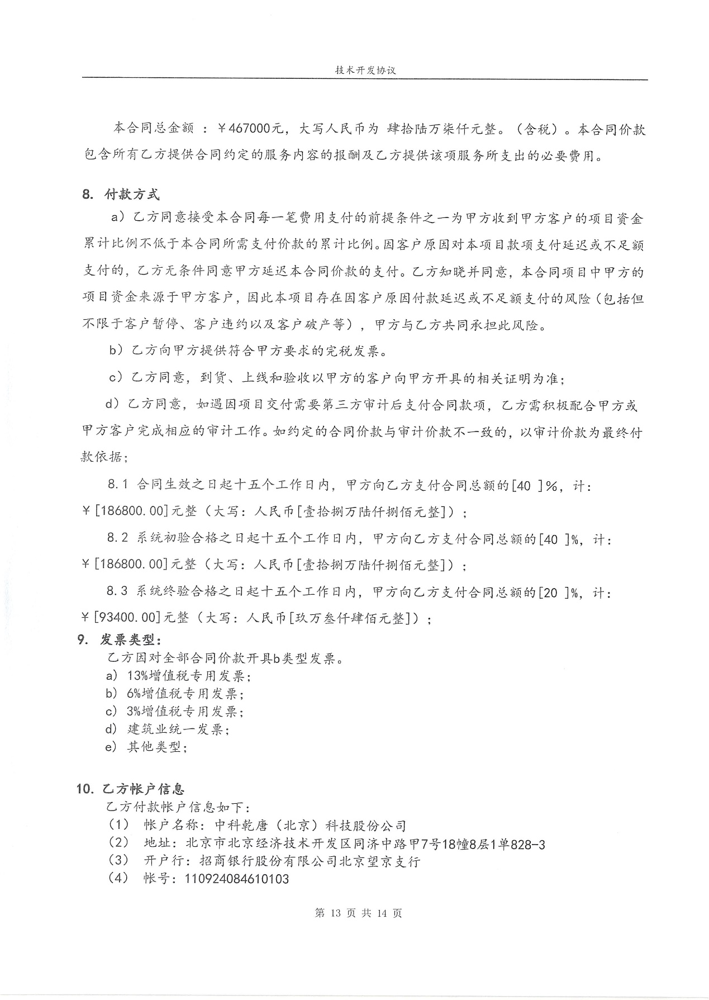 技术开发协议
本合同总金额 ：￥467000元，大写人民币为 肆拾陆万柒仟元整。（含税）。本合同价款
包含所有乙方提供合同约定的服务内容的报酬及乙方提供该项服务所支出的必要费用。
8. 付款方式
a）乙方同意接受本合同每一笔费用支付的前提条件之一为甲方收到甲方客户的项目资金
累计比例不低于本合同所需支付价款的累计比例。因客户原因对本项目款项支付延迟或不足额
支付的，乙方无条件同意甲方延迟本合同价款的支付。乙方知晓并同意，本合同项目中甲方的
项目资金来源于甲方客户，因此本项目存在因客户原因付款延迟或不足额支付的风险（包括但
不限于客户暂停、客户违约以及客户破产等），甲方与乙方共同承担此风险。
b）乙方向甲方提供符合甲方要求的完税发票。
c）乙方同意，到货、上线和验收以甲方的客户向甲方开具的相关证明为准；
d）乙方同意，如遇因项目交付需要第三方审计后支付合同款项，乙方需积极配合甲方或
甲方客户完成相应的审计工作。如约定的合同价款与审计价款不一致的，以审计价款为最终付
款依据；
8.1 合同生效之日起十五个工作日内，甲方向乙方支付合同总额的[40 ]%，计：
￥[186800.00]元整（大写：人民币[壹拾捌万陆仟捌佰元整]）；
8.2 系统初验合格之日起十五个工作日内，甲方向乙方支付合同总额的[40 ]%，计：
￥[186800.00]元整（大写：人民币[壹拾捌万陆仟捌佰元整]）；
8.3 系统终验合格之日起十五个工作日内，甲方向乙方支付合同总额的[20 ]%，计：
￥[93400.00]元整（大写：人民币[玖万叁仟肆佰元整]）；
9. 发票类型：
乙方因对全部合同价款开具b类型发票。
a) 13%增值税专用发票；
b) 6%增值税专用发票；
c) 3%增值税专用发票；
d) 建筑业统一发票；
e) 其他类型；
10. 乙方帐户信息
乙方付款帐户信息如下：
(1) 帐户名称：中科乾唐（北京）科技股份公司
(2) 地址：北京市北京经济技术开发区同济中路甲7号18幢8层1单828-3
(3) 开户行：招商银行股份有限公司北京望京支行
(4) 帐号：110924084610103
第 13 页 共 14 页